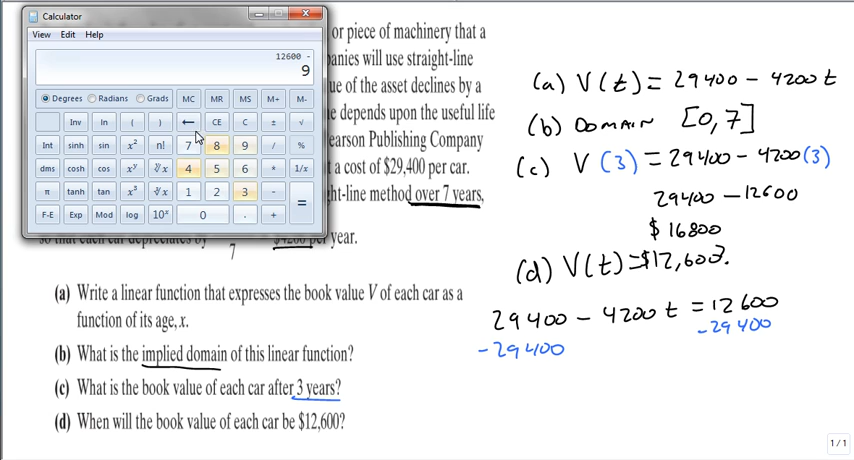 Calculator
View Edit Help
12600 -
9
Degrees Radians Grads MC MR MS M+ M-
Inv ln ( ) ← CE C ± √
Int sinh sin x² n! 7 8 9 / %
dms cosh cos xʸ ʸ√x 4 5 6 * 1/x
π tanh tan x³ ³√x 1 2 3 - =
F-E Exp Mod log 10ˣ 0 . +
or piece of machinery that a
anies will use straight-line
ue of the asset declines by a
e depends upon the useful life
earson Publishing Company
t a cost of $29,400 per car.
ght-line method over 7 years,
so that each car depreciates by
7
= $4200 per year.
(a) Write a linear function that expresses the book value V of each car as a
function of its age, x.
(b) What is the implied domain of this linear function?
(c) What is the book value of each car after 3 years?
(d) When will the book value of each car be $12,600?
(a) V(t) = 29400 - 4200 t
(b) DOMAIN [0,7]
(c) V (3) = 29400 - 4200(3)
29400 - 12600
$ 16800
(d) V(t) = $12,600?
29400 - 4200 t = 12600
-29400 -29400
1 / 1